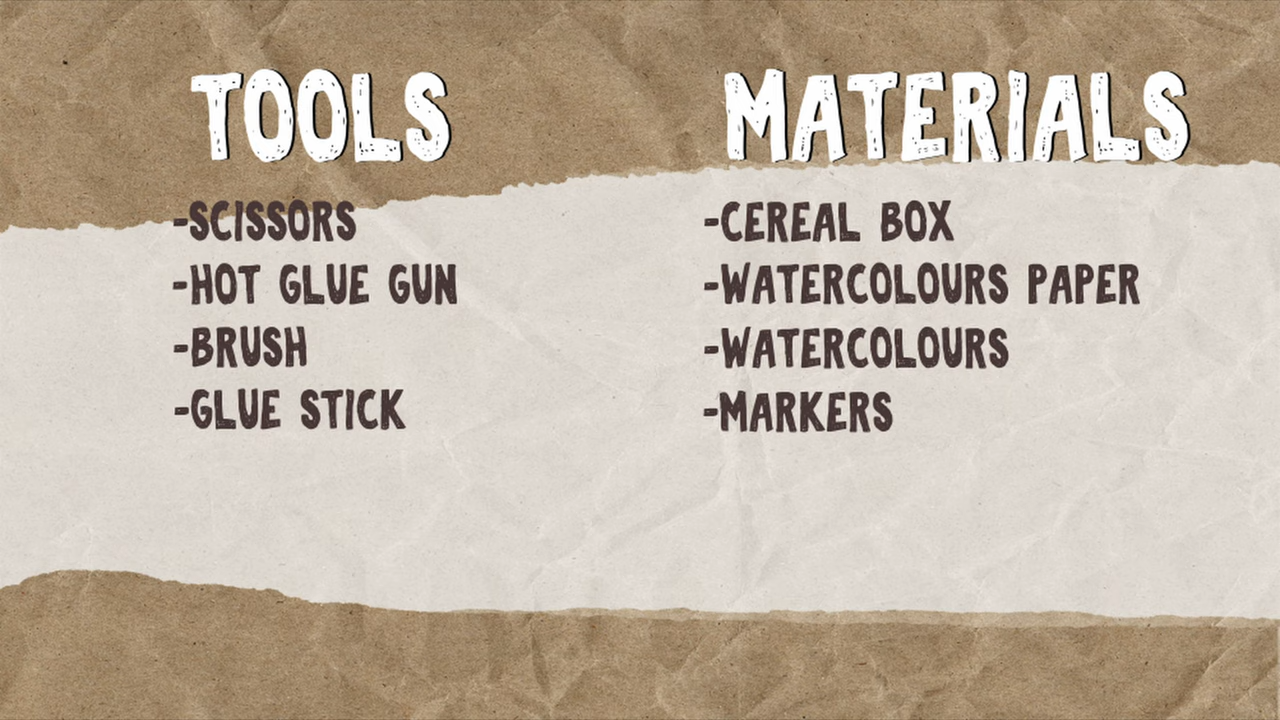 TOOLS
-SCISSORS
-HOT GLUE GUN
-BRUSH
-GLUE STICK
MATERIALS
-CEREAL BOX
-WATERCOLOURS PAPER
-WATERCOLOURS
-MARKERS